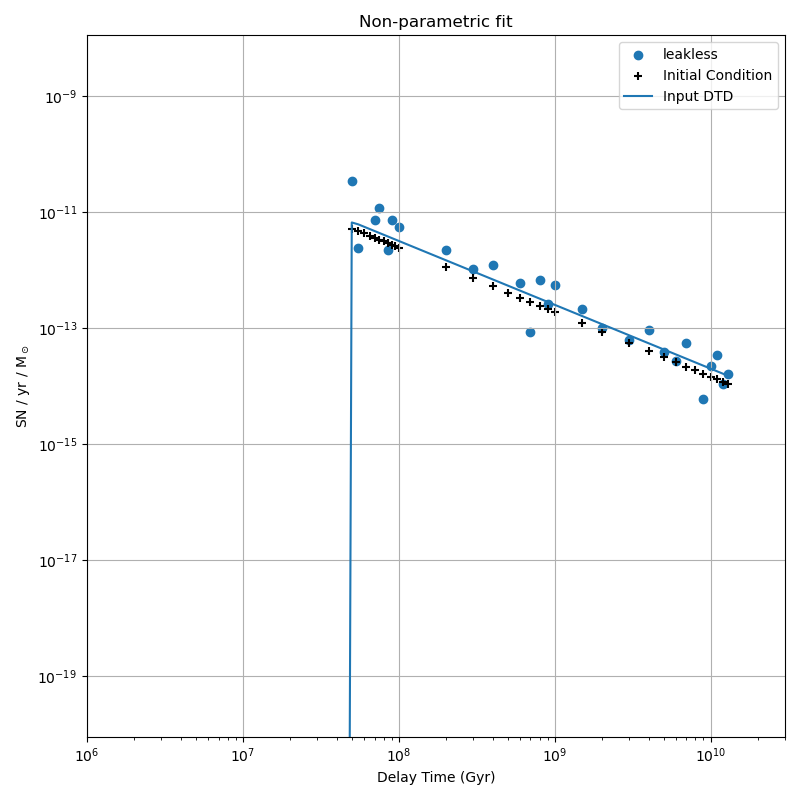 Non-parametric fit
leakless
Initial Condition
Input DTD
SN / yr / M⊙
10⁻⁹
10⁻¹¹
10⁻¹³
10⁻¹⁵
10⁻¹⁷
10⁻¹⁹
10⁶ 10⁷ 10⁸ 10⁹ 10¹⁰
Delay Time (Gyr)